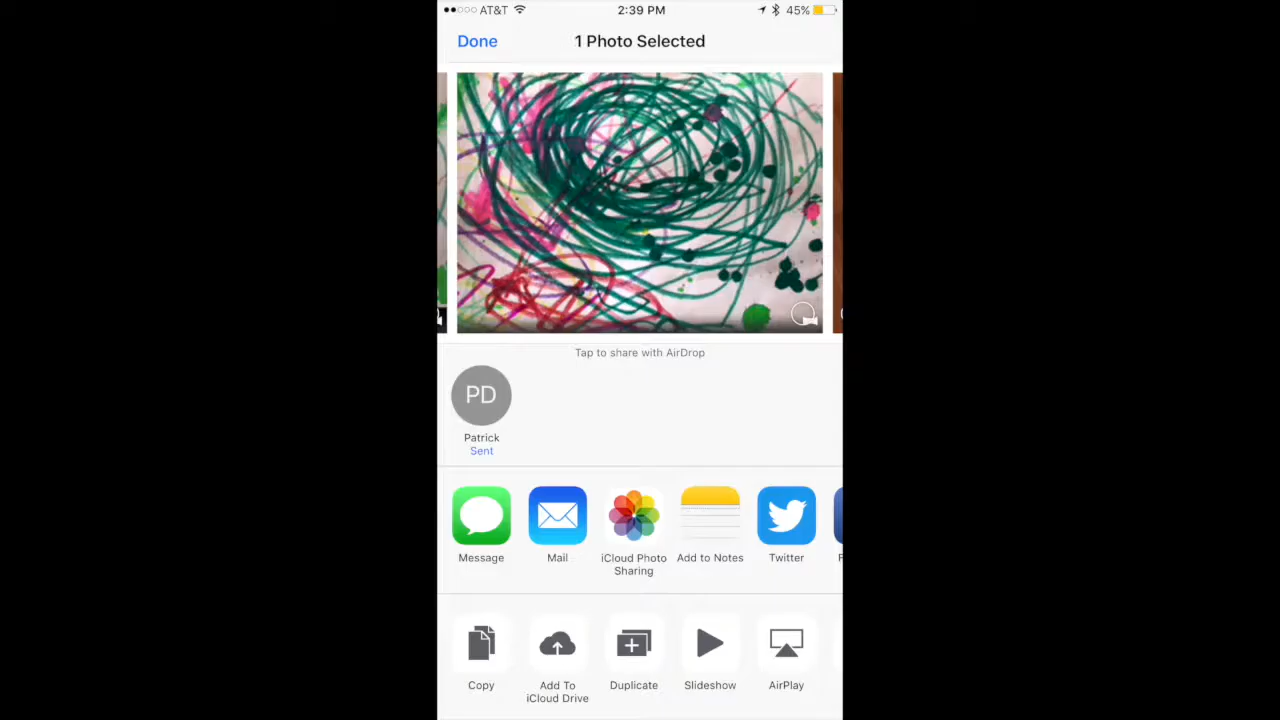 AT&T 2:39 PM 45%
Done 1 Photo Selected
Tap to share with AirDrop
PD
Patrick
Sent
Message Mail iCloud Photo Add to Notes Twitter
Sharing
Copy Add To Duplicate Slideshow AirPlay
iCloud Drive